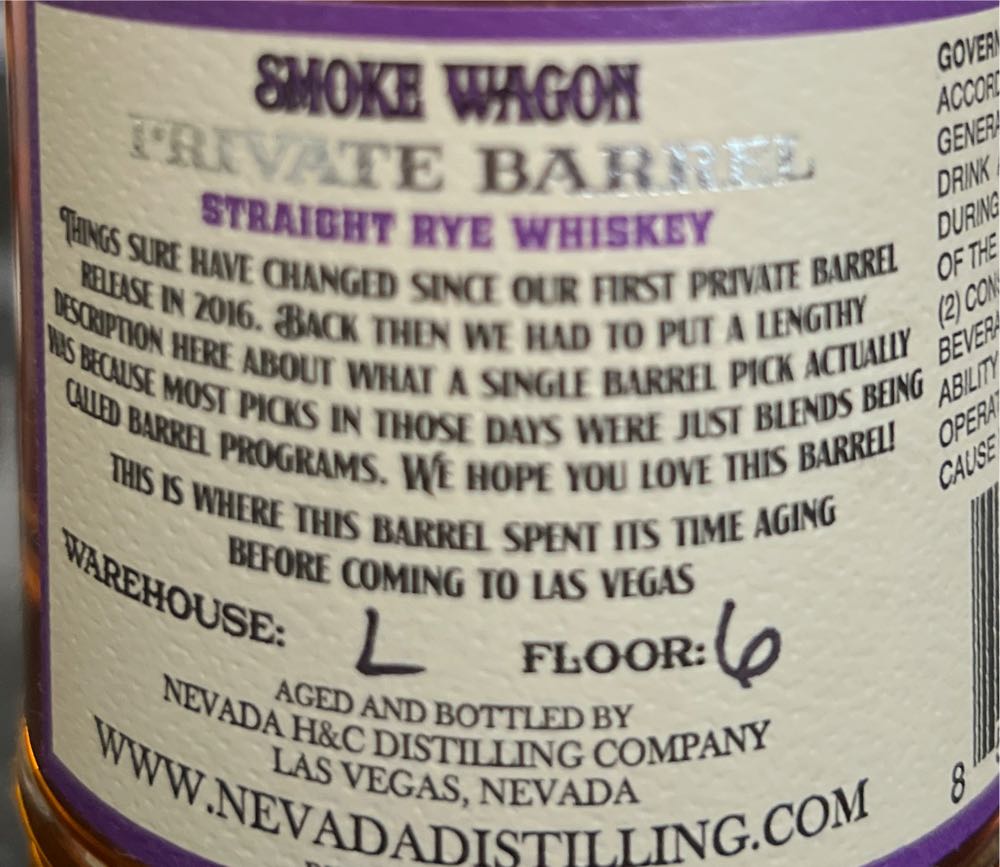 SMOKE WAGON
PRIVATE BARREL
STRAIGHT RYE WHISKEY
THINGS SURE HAVE CHANGED SINCE OUR FIRST PRIVATE BARREL
RELEASE IN 2016. BACK THEN WE HAD TO PUT A LENGTHY
DESCRIPTION HERE ABOUT WHAT A SINGLE BARREL PICK ACTUALLY
WAS BECAUSE MOST PICKS IN THOSE DAYS WERE JUST BLENDS BEING
CALLED BARREL PROGRAMS. WE HOPE YOU LOVE THIS BARREL!
THIS IS WHERE THIS BARREL SPENT ITS TIME AGING
BEFORE COMING TO LAS VEGAS
WAREHOUSE: L FLOOR: 6
AGED AND BOTTLED BY
NEVADA H&C DISTILLING COMPANY
LAS VEGAS, NEVADA
WWW.NEVADADISTILLING.COM
GOVERN
ACCORD
GENERA
DRINK
DURING
OF THE
(2) CON
BEVERA
ABILITY
OPERA
CAUSE
8